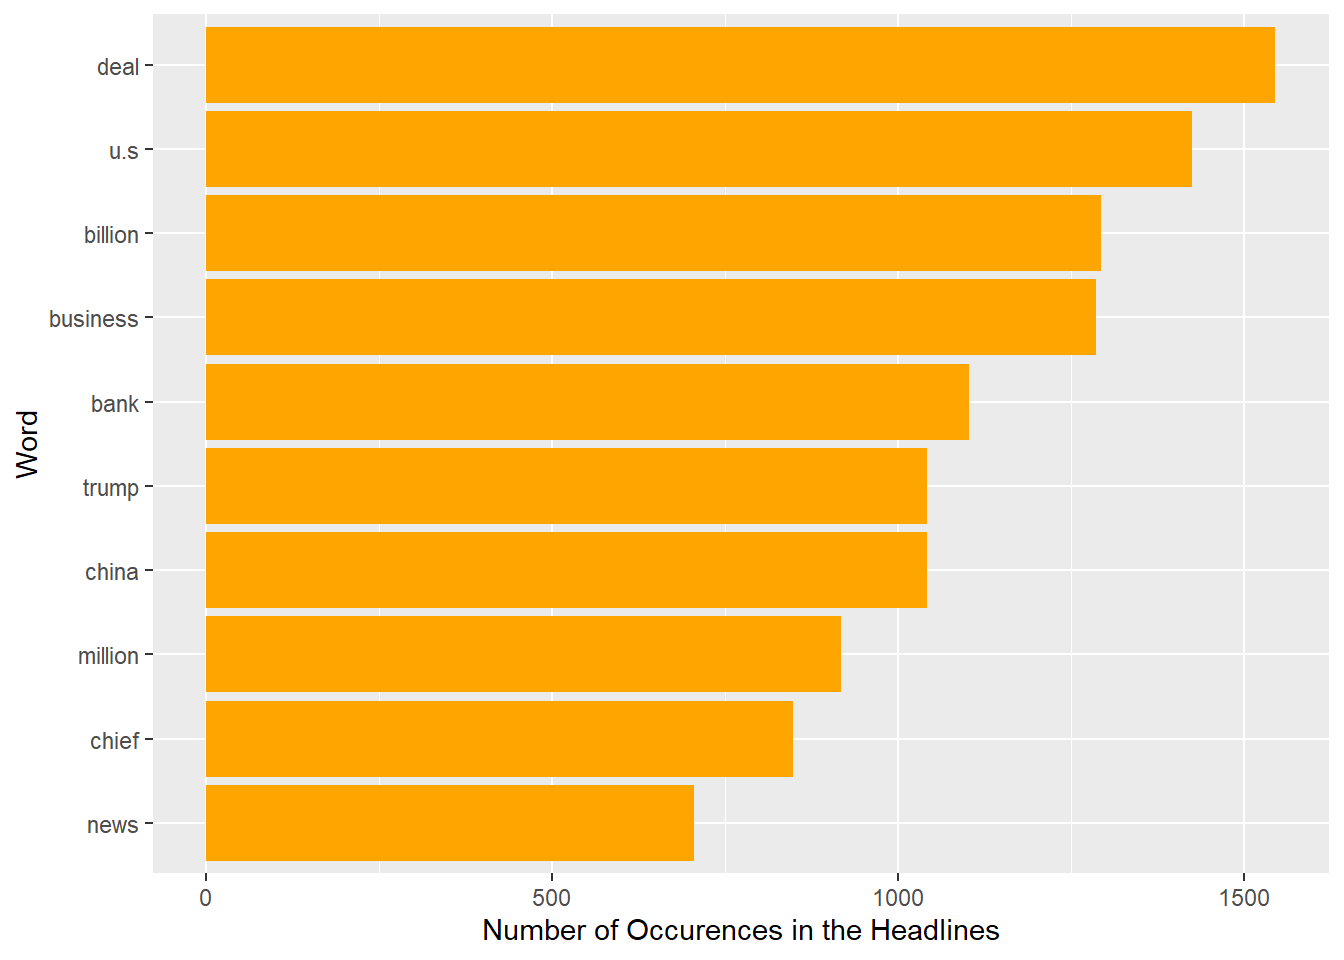 deal
u.s
billion
business
bank
trump
china
million
chief
news
Word
0 500 1000 1500
Number of Occurences in the Headlines